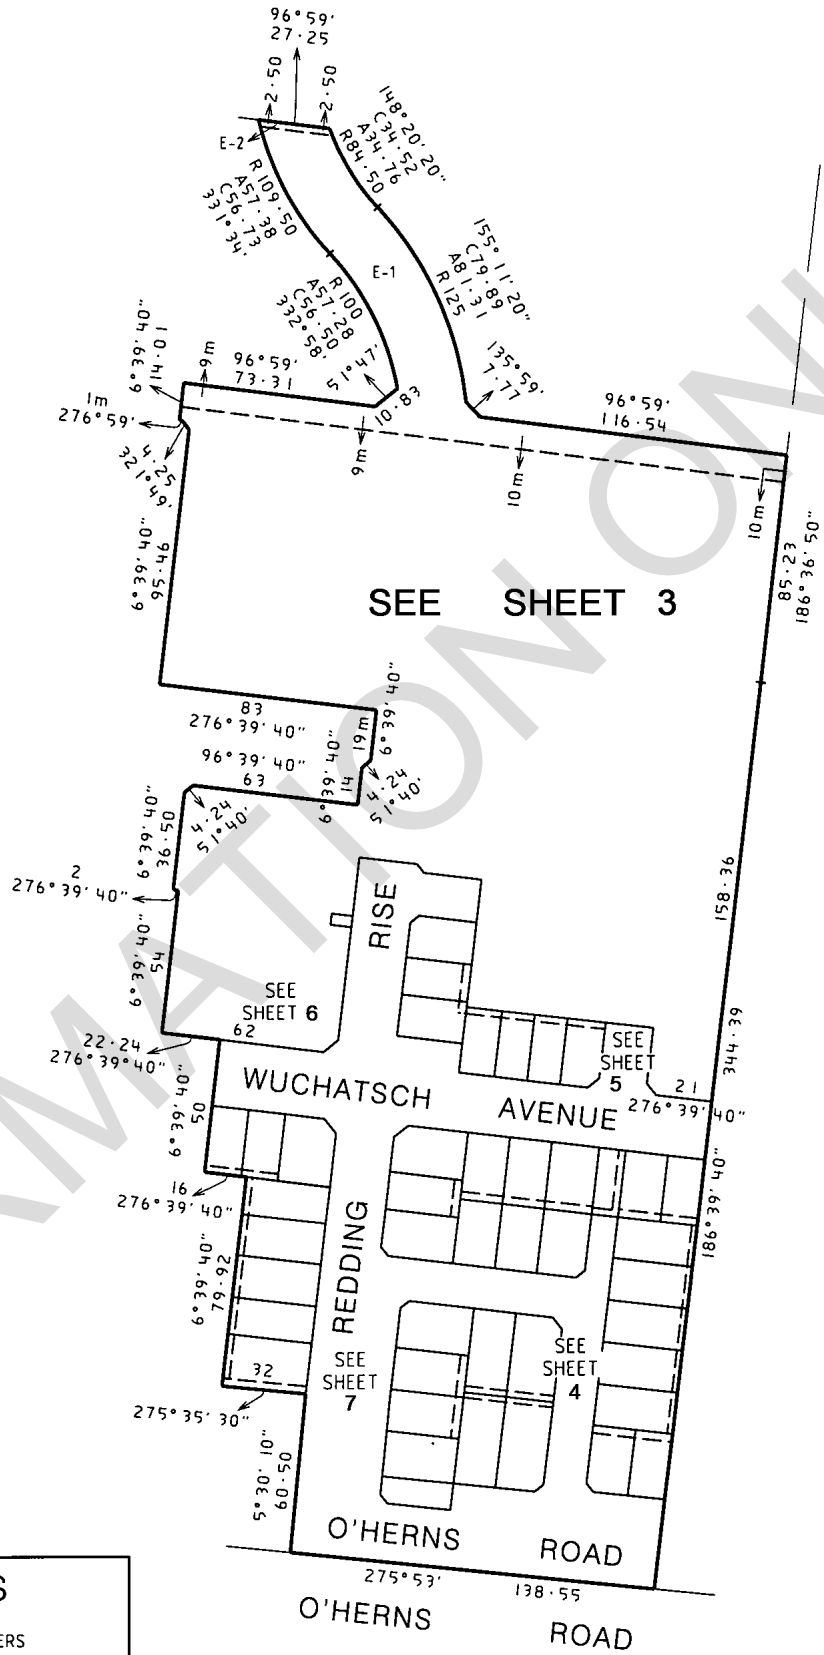 96°59'
27·25
2·50
2·50
E-2
148°20'20"
C34·52
A34·76
R84·50
R109·50
A57·38
C56·73
331°34'
E-1
155°11'20"
C79·89
A81·31
R125
R100
A57·28
C56·50
332°58'
6°39'40"
14·01
9m
96°59'
73·31
51°47'
10·83
135°59'
7·77
96°59'
116·54
1m
276°59'
4·25
321°49'
9m
10m
10m
85·23
186°36'50"
6°39'40"
94·56
SEE SHEET 3
83
276°39'40"
19m
6°39'40"
96°39'40"
63
6°39'40"
14
4·24
51°40'
4·24
51°40'
6°39'40"
36·50
2
276°39'40"
6°39'40"
54
RISE
158·36
SEE
SHEET 6
62
22·24
276°39'40"
344·39
SEE
SHEET
5
21
276°39'40"
WUCHATSCH AVENUE
6°39'40"
50
16
276°39'40"
186°39'40"
REDDING
6°39'40"
79·92
32
275°35'30"
SEE
SHEET
7
SEE
SHEET
4
5°30'10"
60·50
O'HERNS ROAD
275°53' 138·55
O'HERNS ROAD
S
ERS
RMATION ONL